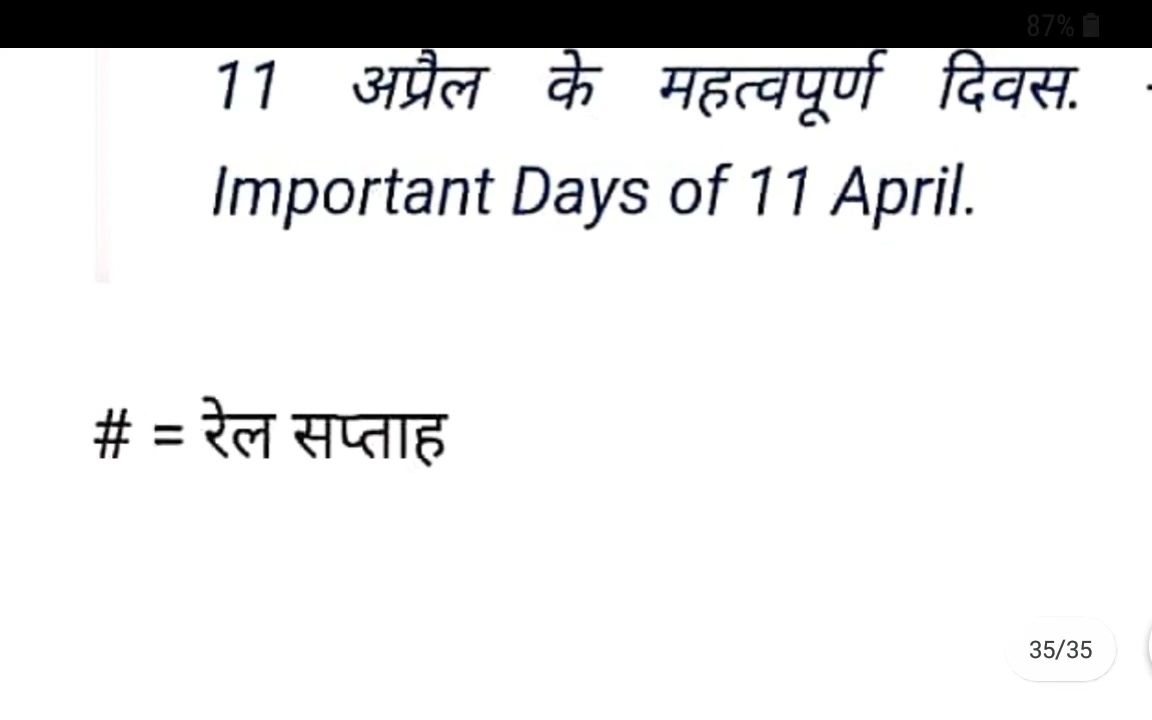 87%
11 अप्रैल के महत्वपूर्ण दिवस. -
Important Days of 11 April.
# = रेल सप्ताह
35/35